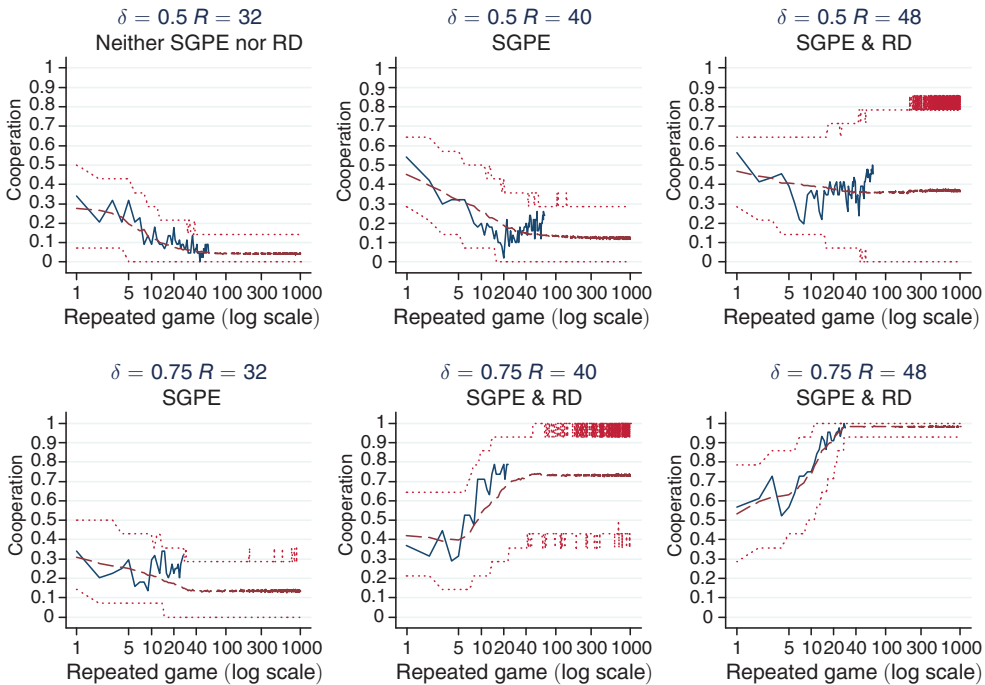 δ = 0.5 R = 32
Neither SGPE nor RD
Cooperation
1
0.9
0.8
0.7
0.6
0.5
0.4
0.3
0.2
0.1
0
1 5 10 20 40 100 300 1000
Repeated game (log scale)
δ = 0.5 R = 40
SGPE
Cooperation
1
0.9
0.8
0.7
0.6
0.5
0.4
0.3
0.2
0.1
0
1 5 10 20 40 100 300 1000
Repeated game (log scale)
δ = 0.5 R = 48
SGPE & RD
Cooperation
1
0.9
0.8
0.7
0.6
0.5
0.4
0.3
0.2
0.1
0
1 5 10 20 40 100 300 1000
Repeated game (log scale)
δ = 0.75 R = 32
SGPE
Cooperation
1
0.9
0.8
0.7
0.6
0.5
0.4
0.3
0.2
0.1
0
1 5 10 20 40 100 300 1000
Repeated game (log scale)
δ = 0.75 R = 40
SGPE & RD
Cooperation
1
0.9
0.8
0.7
0.6
0.5
0.4
0.3
0.2
0.1
0
1 5 10 20 40 100 300 1000
Repeated game (log scale)
δ = 0.75 R = 48
SGPE & RD
Cooperation
1
0.9
0.8
0.7
0.6
0.5
0.4
0.3
0.2
0.1
0
1 5 10 20 40 100 300 1000
Repeated game (log scale)